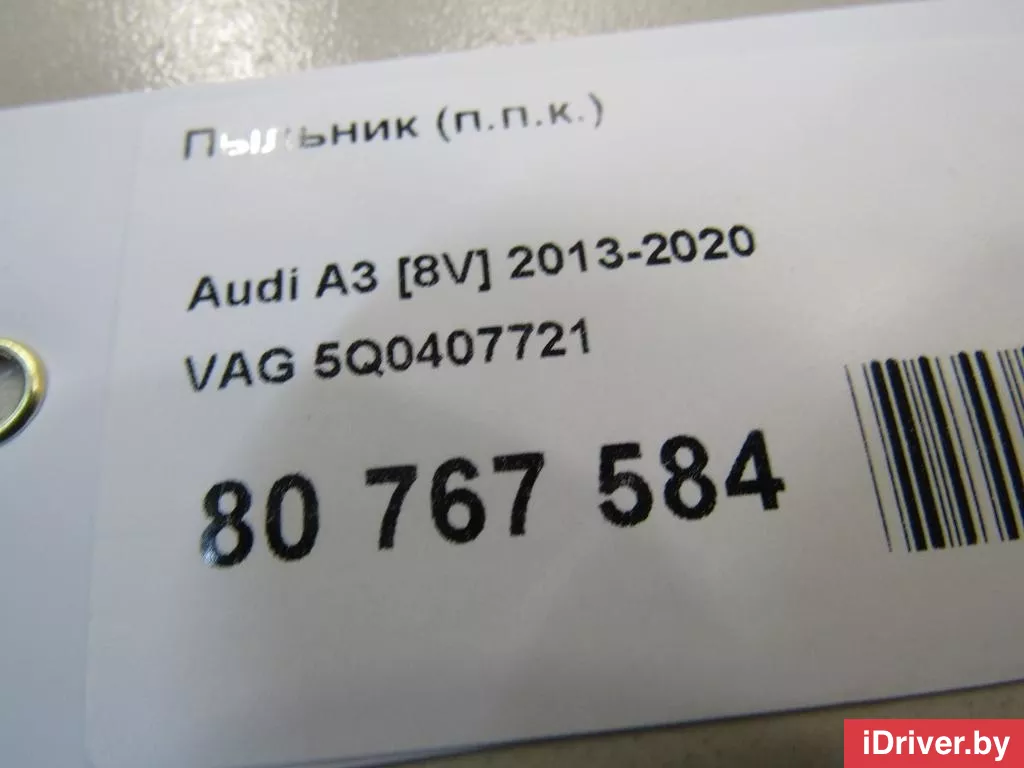 Пыльник (п.п.к.)
Audi A3 [8V] 2013-2020
VAG 5Q0407721
80 767 584
iDriver.by